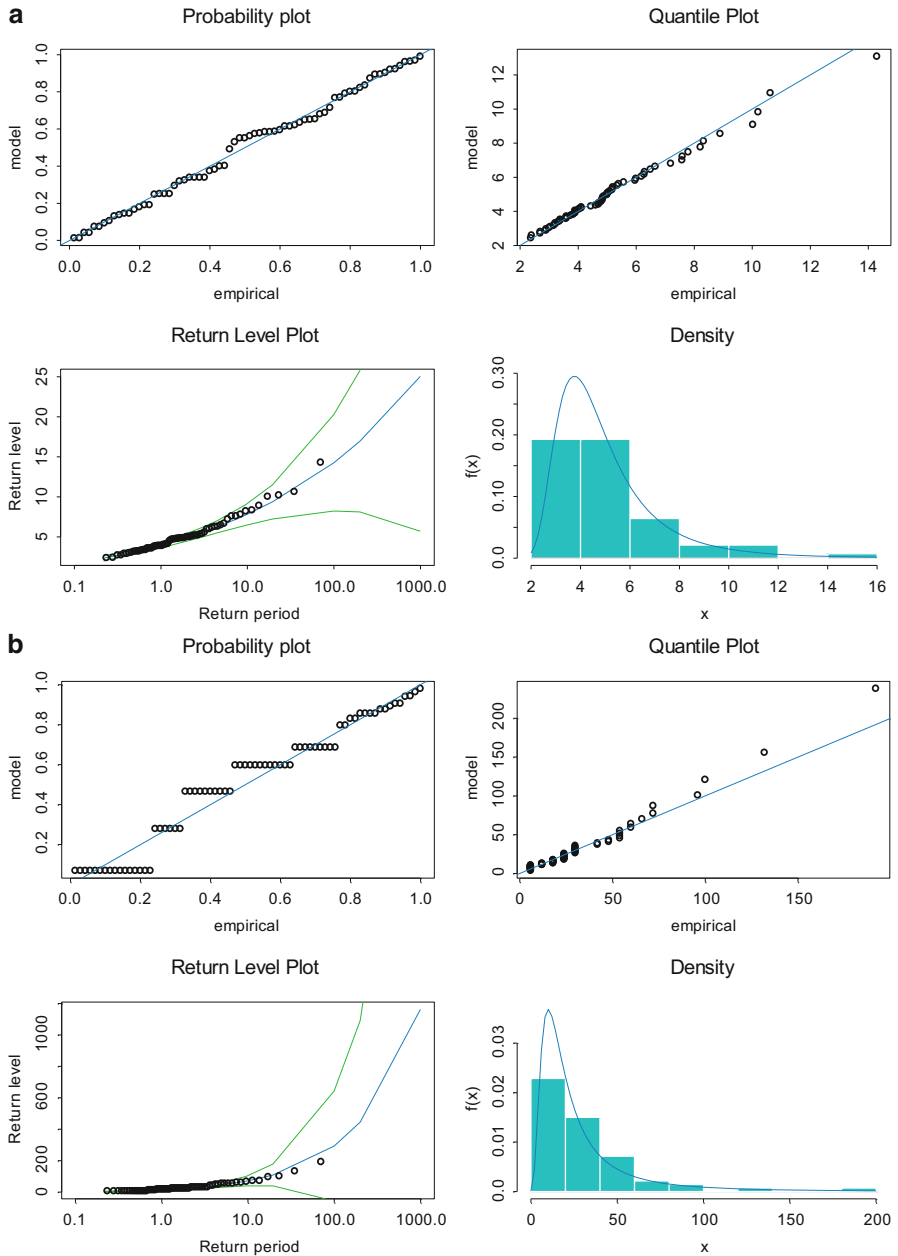 a
Probability plot
model
0.0 0.2 0.4 0.6 0.8 1.0
0.0 0.2 0.4 0.6 0.8 1.0
empirical
Quantile Plot
model
2 4 6 8 10 12
2 4 6 8 10 12 14
empirical
Return Level Plot
Return level
5 10 15 20 25
0.1 1.0 10.0 100.0 1000.0
Return period
Density
f(x)
0.0 0.10 0.20 0.30
2 4 6 8 10 12 14 16
x
b
Probability plot
model
0.2 0.4 0.6 0.8 1.0
0.0 0.2 0.4 0.6 0.8 1.0
empirical
Quantile Plot
model
0 50 100 150 200
0 50 100 150
empirical
Return Level Plot
Return level
0 200 600 1000
0.1 1.0 10.0 100.0 1000.0
Return period
Density
f(x)
0.0 0.01 0.02 0.03
0 50 100 150 200
x